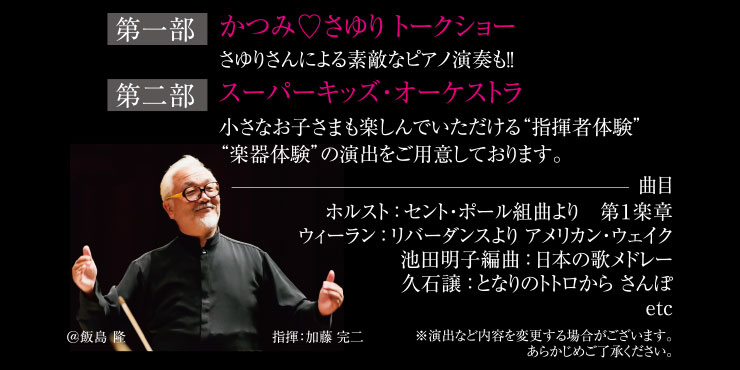 第一部 かつみ♡さゆり トークショー
さゆりさんによる素敵なピアノ演奏も!!
第二部 スーパーキッズ・オーケストラ
小さなお子さまも楽しんでいただける“指揮者体験”
“楽器体験”の演出をご用意しております。
曲目
ホルスト：セント・ポール組曲より　第1楽章
ウィーラン：リバーダンスより アメリカン・ウェイク
池田明子編曲：日本の歌メドレー
久石譲：となりのトトロから さんぽ
etc
@飯島 隆
指揮：加藤 完二
※演出など内容を変更する場合がございます。
あらかじめご了承ください。